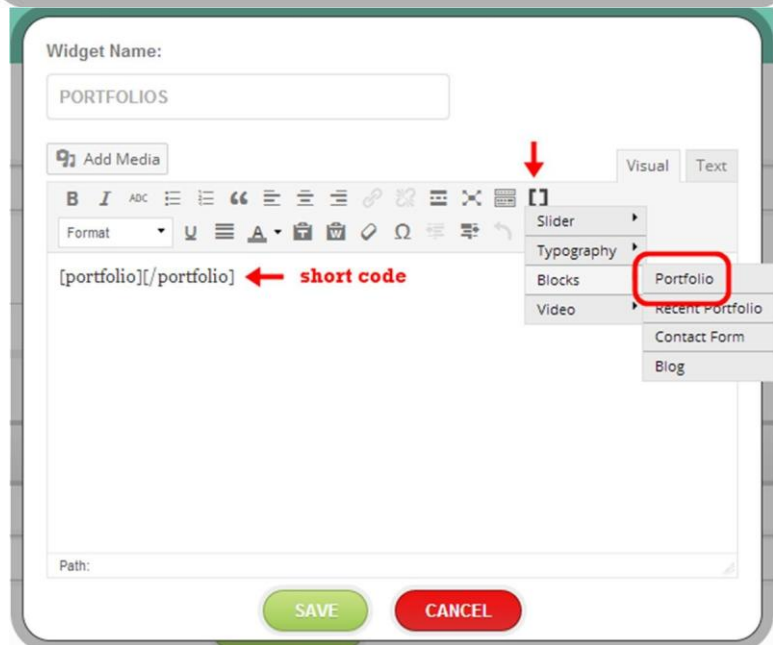 Widget Name:
PORTFOLIOS
Add Media
Visual Text
B I ABC
Format U A T W Ω
Slider
Typography
[portfolio][/portfolio] short code
Blocks Portfolio
Video Recent Portfolio
Contact Form
Blog
Path:
SAVE CANCEL